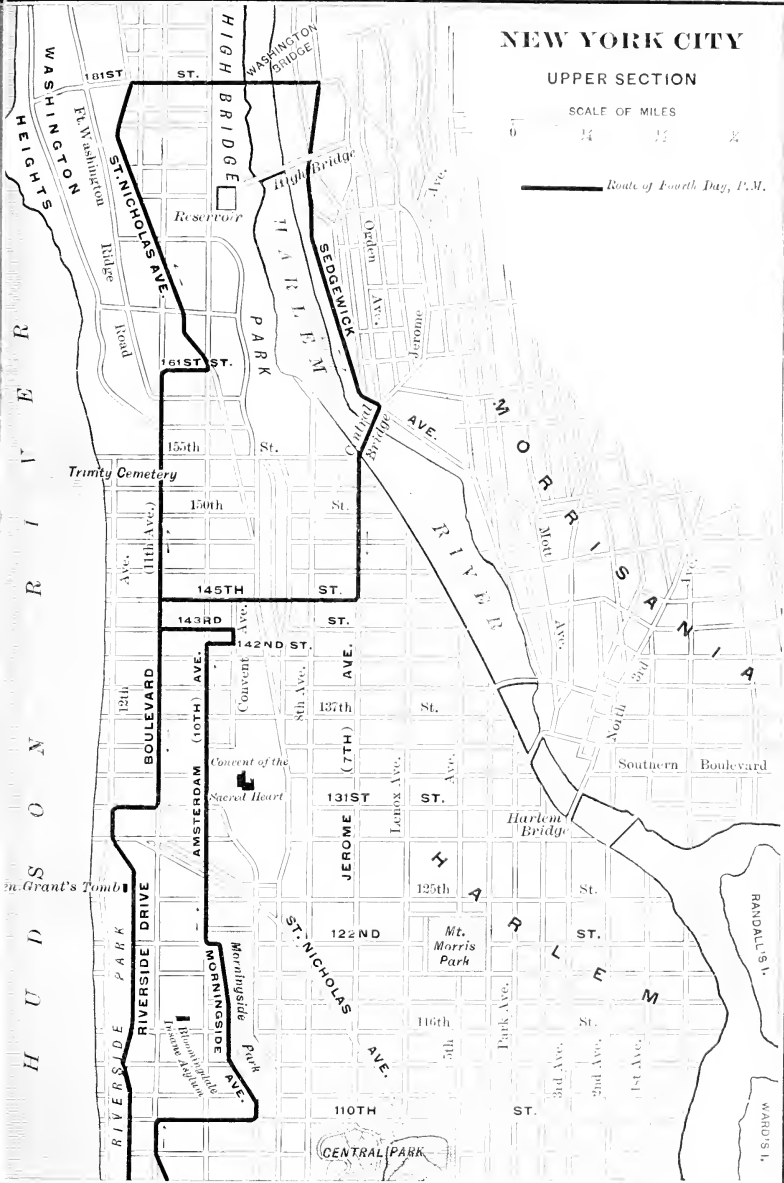 NEW YORK CITY
UPPER SECTION
SCALE OF MILES
0 ¼ ½ ¾
Route of Fourth Day, P.M.
WASHINGTON
HEIGHTS
181ST ST.
HIGH BRIDGE
PARK
WASHINGTON
BRIDGE
Ft. Washington
Ridge
Road
ST. NICHOLAS AVE.
Reservoir
High Bridge
HARLEM
RIVER
SEDGEWICK
AVE.
Ogden
Ave.
Jerome
Ave.
161ST ST.
Central
Bridge
MORRISANIA
155th St.
Trinity Cemetery
150th St.
(11th Ave.)
Ave.
12th
145TH ST.
143RD ST.
142ND ST.
Convent Ave.
8th Ave.
137th St.
BOULEVARD
AMSTERDAM (10TH) AVE.
JEROME (7TH) AVE.
Lenox Ave.
Ave.
Mott
Ave.
North 3rd
Ave.
Southern Boulevard
Convent of the
Sacred Heart
131ST ST.
Harlem
Bridge
HARLEM
HUDSON RIVER
en. Grant's Tomb
RIVERSIDE DRIVE
RIVERSIDE PARK
125th St.
122ND ST.
Mt.
Morris
Park
ST. NICHOLAS
AVE.
MORNINGSIDE
AVE.
Morningside
Park
Bloomingdale
Insane Asylum
116th St.
5th
Park Ave.
3rd Ave.
2nd Ave.
1st Ave.
RANDALL'S I.
WARD'S I.
110TH ST.
CENTRAL PARK